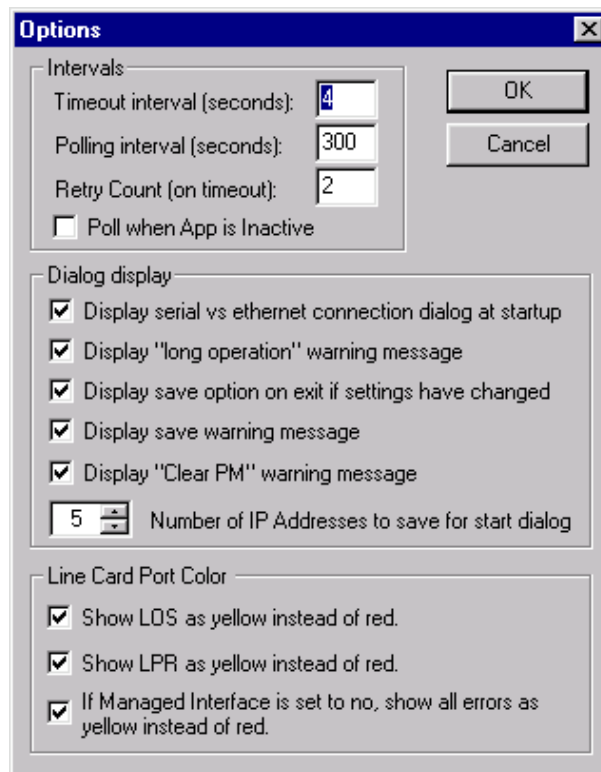 Options
Intervals
Timeout interval (seconds): 4
Polling interval (seconds): 300
Retry Count (on timeout): 2
Poll when App is Inactive
OK
Cancel
Dialog display
Display serial vs ethernet connection dialog at startup
Display "long operation" warning message
Display save option on exit if settings have changed
Display save warning message
Display "Clear PM" warning message
5 Number of IP Addresses to save for start dialog
Line Card Port Color
Show LOS as yellow instead of red.
Show LPR as yellow instead of red.
If Managed Interface is set to no, show all errors as
yellow instead of red.